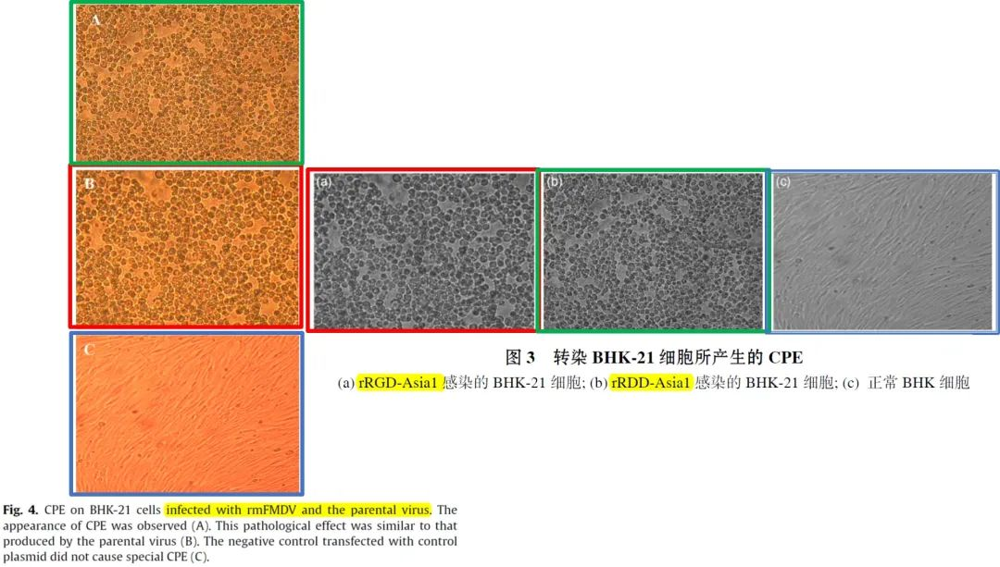 A
B
(a)
(b)
(c)
C
图 3 转染 BHK-21 细胞所产生的 CPE
(a) rRGD-Asia1 感染的 BHK-21 细胞; (b) rRDD-Asia1 感染的 BHK-21 细胞; (c) 正常 BHK 细胞
Fig. 4. CPE on BHK-21 cells infected with rmFMDV and the parental virus. The
appearance of CPE was observed (A). This pathological effect was similar to that
produced by the parental virus (B). The negative control transfected with control
plasmid did not cause special CPE (C).